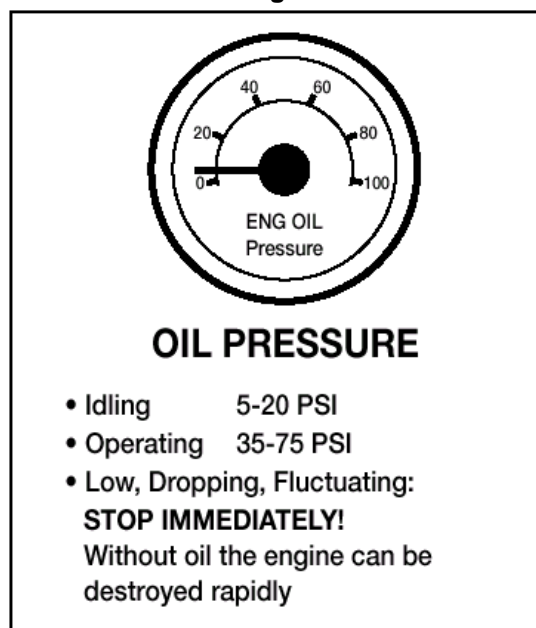 40 60
20 80
0 100
ENG OIL
Pressure
OIL PRESSURE
• Idling 5-20 PSI
• Operating 35-75 PSI
• Low, Dropping, Fluctuating:
STOP IMMEDIATELY!
Without oil the engine can be
destroyed rapidly